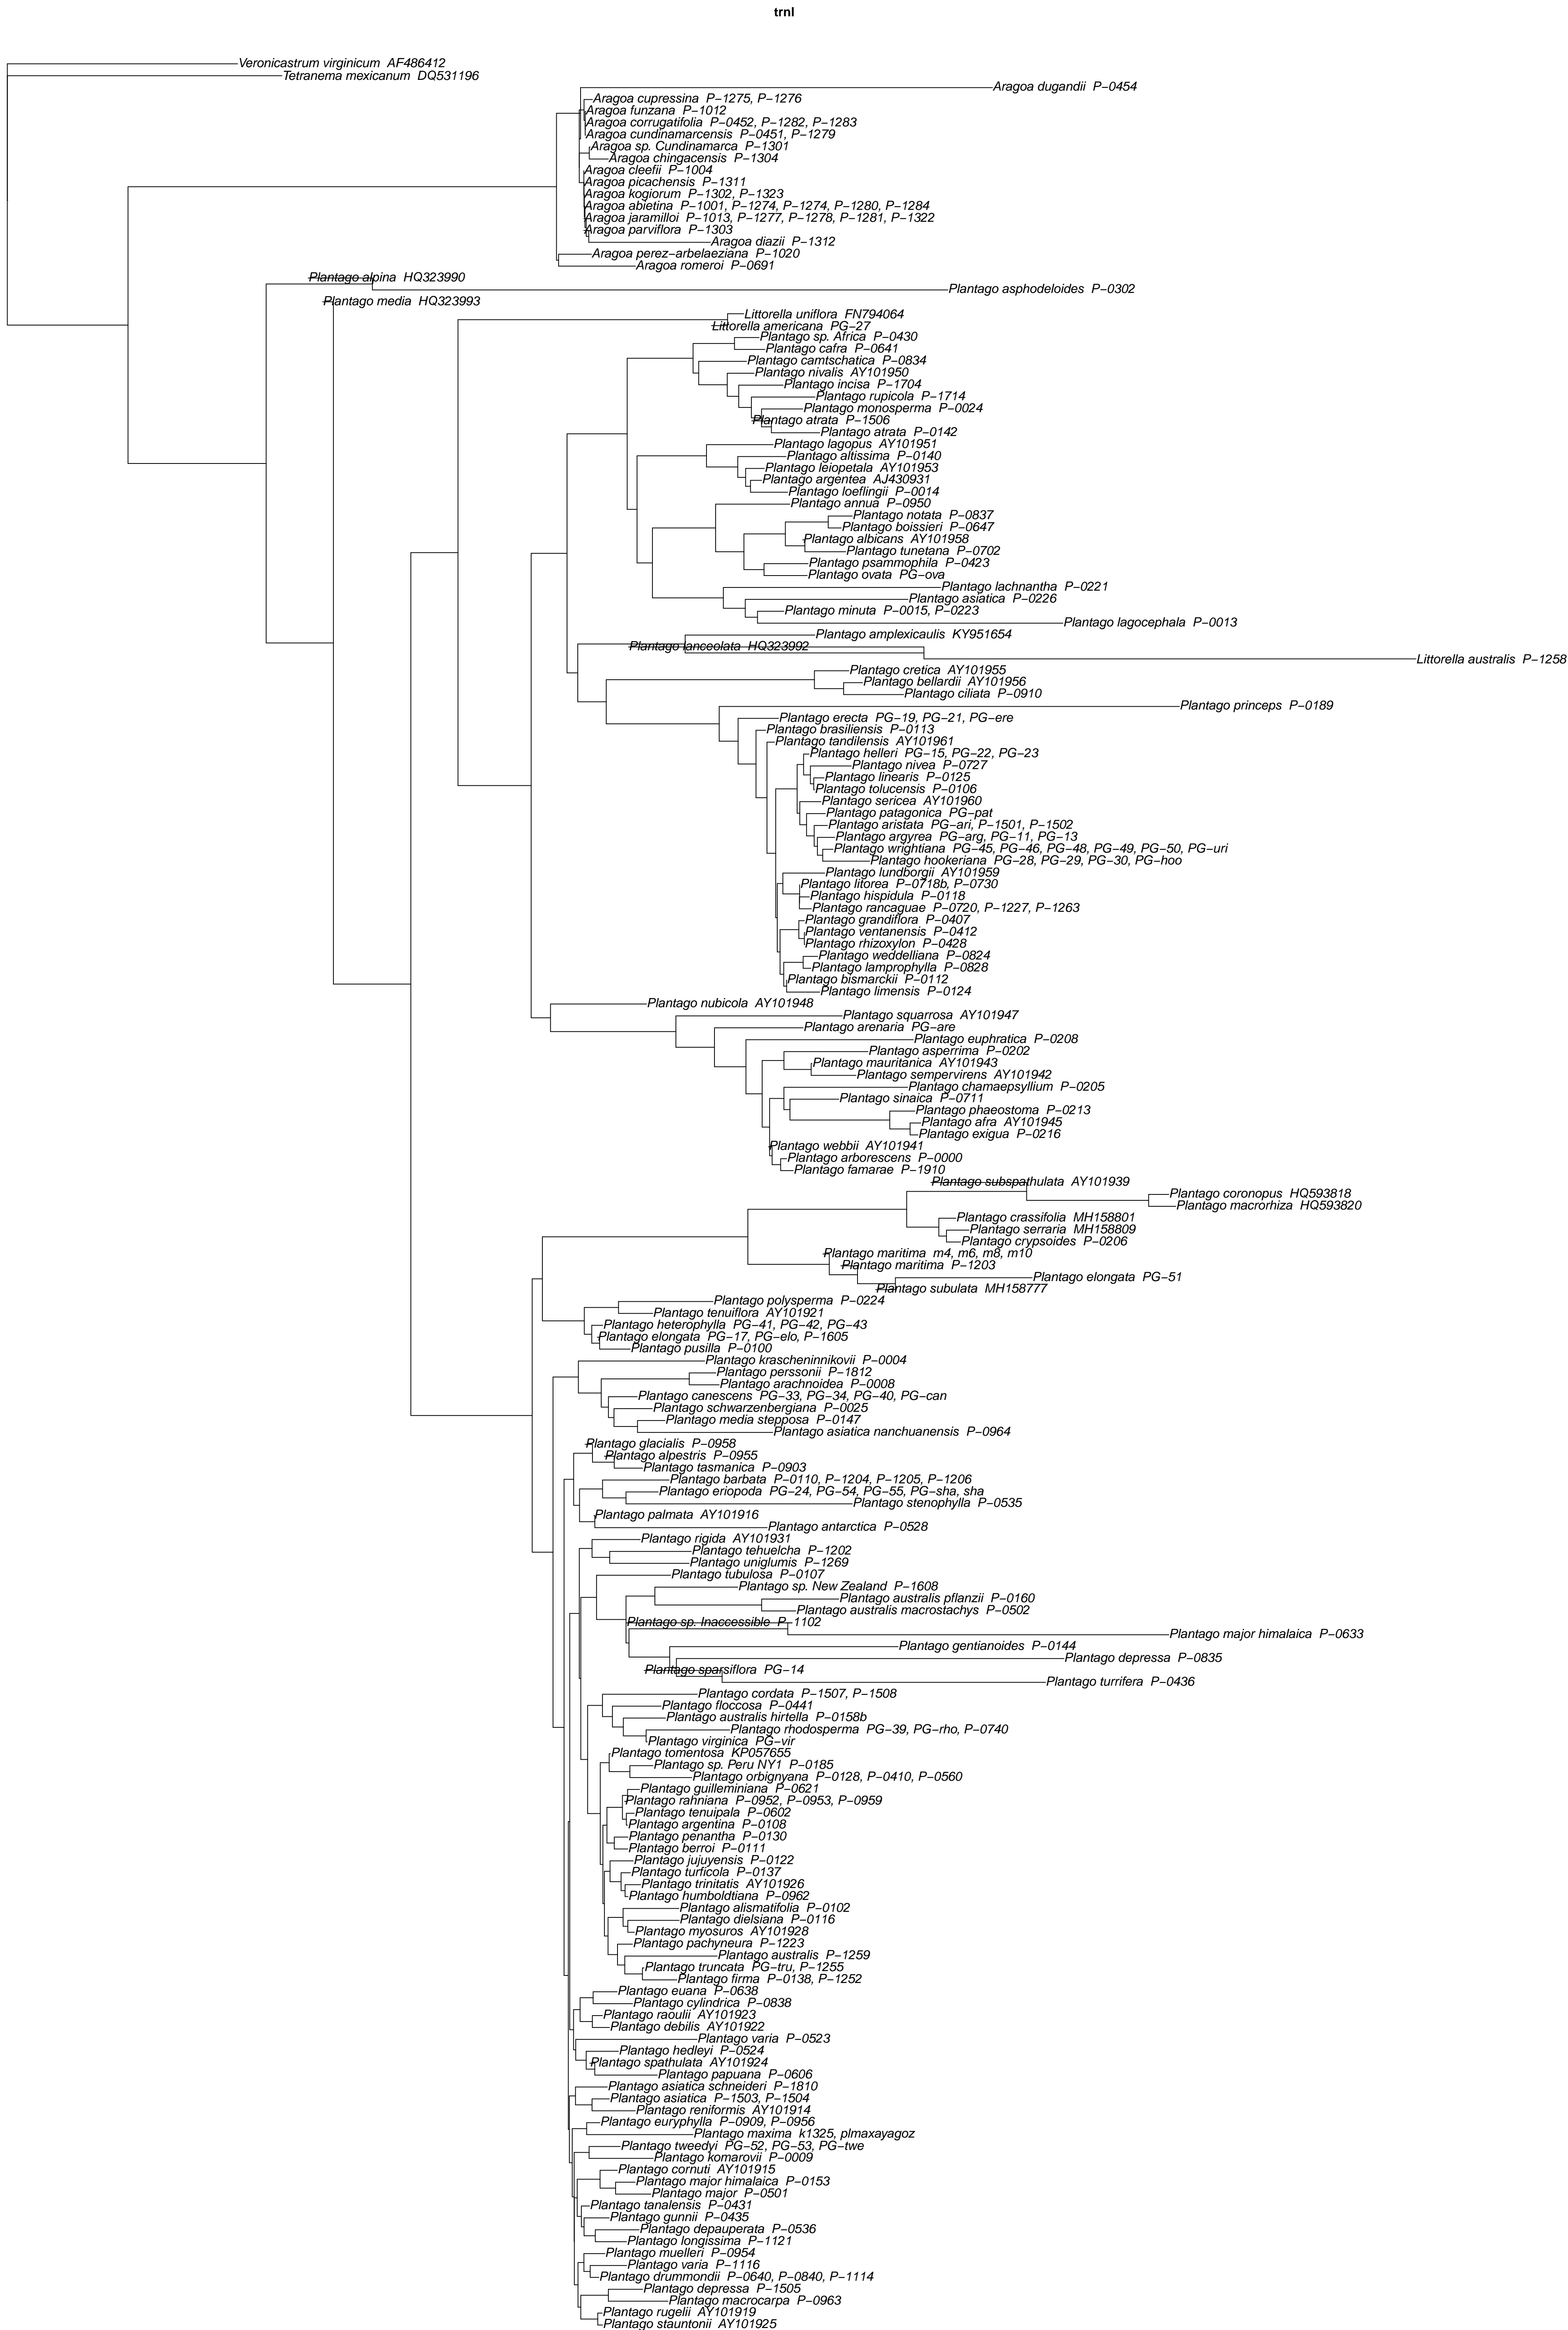 trnl
Veronicastrum virginicum AF486412
Tetranema mexicanum DQ531196
Aragoa dugandii P−0454
Aragoa cupressina P−1275, P−1276
Aragoa funzana P−1012
Aragoa corrugatifolia P−0452, P−1282, P−1283
Aragoa cundinamarcensis P−0451, P−1279
Aragoa sp. Cundinamarca P−1301
Aragoa chingacensis P−1304
Aragoa cleefii P−1004
Aragoa picachensis P−1311
Aragoa kogiorum P−1302, P−1323
Aragoa abietina P−1001, P−1274, P−1274, P−1280, P−1284
Aragoa jaramilloi P−1013, P−1277, P−1278, P−1281, P−1322
Aragoa parviflora P−1303
Aragoa diazii P−1312
Aragoa perez−arbelaeziana P−1020
Aragoa romeroi P−0691
Plantago alpina HQ323990
Plantago asphodeloides P−0302
Plantago media HQ323993
Littorella uniflora FN794064
Littorella americana PG−27
Plantago sp. Africa P−0430
Plantago cafra P−0641
Plantago camtschatica P−0834
Plantago nivalis AY101950
Plantago incisa P−1704
Plantago rupicola P−1714
Plantago monosperma P−0024
Plantago atrata P−1506
Plantago atrata P−0142
Plantago lagopus AY101951
Plantago altissima P−0140
Plantago leiopetala AY101953
Plantago argentea AJ430931
Plantago loeflingii P−0014
Plantago annua P−0950
Plantago notata P−0837
Plantago boissieri P−0647
Plantago albicans AY101958
Plantago tunetana P−0702
Plantago psammophila P−0423
Plantago ovata PG−ova
Plantago lachnantha P−0221
Plantago asiatica P−0226
Plantago minuta P−0015, P−0223
Plantago lagocephala P−0013
Plantago amplexicaulis KY951654
Plantago lanceolata HQ323992
Littorella australis P−1258
Plantago cretica AY101955
Plantago bellardii AY101956
Plantago ciliata P−0910
Plantago princeps P−0189
Plantago erecta PG−19, PG−21, PG−ere
Plantago brasiliensis P−0113
Plantago tandilensis AY101961
Plantago helleri PG−15, PG−22, PG−23
Plantago nivea P−0727
Plantago linearis P−0125
Plantago tolucensis P−0106
Plantago sericea AY101960
Plantago patagonica PG−pat
Plantago aristata PG−ari, P−1501, P−1502
Plantago argyrea PG−arg, PG−11, PG−13
Plantago wrightiana PG−45, PG−46, PG−48, PG−49, PG−50, PG−uri
Plantago hookeriana PG−28, PG−29, PG−30, PG−hoo
Plantago lundborgii AY101959
Plantago litorea P−0718b, P−0730
Plantago hispidula P−0118
Plantago rancaguae P−0720, P−1227, P−1263
Plantago grandiflora P−0407
Plantago ventanensis P−0412
Plantago rhizoxylon P−0428
Plantago weddelliana P−0824
Plantago lamprophylla P−0828
Plantago bismarckii P−0112
Plantago limensis P−0124
Plantago nubicola AY101948
Plantago squarrosa AY101947
Plantago arenaria PG−are
Plantago euphratica P−0208
Plantago asperrima P−0202
Plantago mauritanica AY101943
Plantago sempervirens AY101942
Plantago chamaepsyllium P−0205
Plantago sinaica P−0711
Plantago phaeostoma P−0213
Plantago afra AY101945
Plantago exigua P−0216
Plantago webbii AY101941
Plantago arborescens P−0000
Plantago famarae P−1910
Plantago subspathulata AY101939
Plantago coronopus HQ593818
Plantago macrorhiza HQ593820
Plantago crassifolia MH158801
Plantago serraria MH158809
Plantago crypsoides P−0206
Plantago maritima m4, m6, m8, m10
Plantago maritima P−1203
Plantago elongata PG−51
Plantago subulata MH158777
Plantago polysperma P−0224
Plantago tenuiflora AY101921
Plantago heterophylla PG−41, PG−42, PG−43
Plantago elongata PG−17, PG−elo, P−1605
Plantago pusilla P−0100
Plantago krascheninnikovii P−0004
Plantago perssonii P−1812
Plantago arachnoidea P−0008
Plantago canescens PG−33, PG−34, PG−40, PG−can
Plantago schwarzenbergiana P−0025
Plantago media stepposa P−0147
Plantago asiatica nanchuanensis P−0964
Plantago glacialis P−0958
Plantago alpestris P−0955
Plantago tasmanica P−0903
Plantago barbata P−0110, P−1204, P−1205, P−1206
Plantago eriopoda PG−24, PG−54, PG−55, PG−sha, sha
Plantago stenophylla P−0535
Plantago palmata AY101916
Plantago antarctica P−0528
Plantago rigida AY101931
Plantago tehuelcha P−1202
Plantago uniglumis P−1269
Plantago tubulosa P−0107
Plantago sp. New Zealand P−1608
Plantago australis pflanzii P−0160
Plantago australis macrostachys P−0502
Plantago sp. Inaccessible P−1102
Plantago major himalaica P−0633
Plantago gentianoides P−0144
Plantago depressa P−0835
Plantago sparsiflora PG−14
Plantago turrifera P−0436
Plantago cordata P−1507, P−1508
Plantago floccosa P−0441
Plantago australis hirtella P−0158b
Plantago rhodosperma PG−39, PG−rho, P−0740
Plantago virginica PG−vir
Plantago tomentosa KP057655
Plantago sp. Peru NY1 P−0185
Plantago orbignyana P−0128, P−0410, P−0560
Plantago guilleminiana P−0621
Plantago rahniana P−0952, P−0953, P−0959
Plantago tenuipala P−0602
Plantago argentina P−0108
Plantago penantha P−0130
Plantago berroi P−0111
Plantago jujuyensis P−0122
Plantago turficola P−0137
Plantago trinitatis AY101926
Plantago humboldtiana P−0962
Plantago alismatifolia P−0102
Plantago dielsiana P−0116
Plantago myosuros AY101928
Plantago pachyneura P−1223
Plantago australis P−1259
Plantago truncata PG−tru, P−1255
Plantago firma P−0138, P−1252
Plantago euana P−0638
Plantago cylindrica P−0838
Plantago raoulii AY101923
Plantago debilis AY101922
Plantago varia P−0523
Plantago hedleyi P−0524
Plantago spathulata AY101924
Plantago papuana P−0606
Plantago asiatica schneideri P−1810
Plantago asiatica P−1503, P−1504
Plantago reniformis AY101914
Plantago euryphylla P−0909, P−0956
Plantago maxima k1325, plmaxayagoz
Plantago tweedyi PG−52, PG−53, PG−twe
Plantago komarovii P−0009
Plantago cornuti AY101915
Plantago major himalaica P−0153
Plantago major P−0501
Plantago tanalensis P−0431
Plantago gunnii P−0435
Plantago depauperata P−0536
Plantago longissima P−1121
Plantago muelleri P−0954
Plantago varia P−1116
Plantago drummondii P−0640, P−0840, P−1114
Plantago depressa P−1505
Plantago macrocarpa P−0963
Plantago rugelii AY101919
Plantago stauntonii AY101925